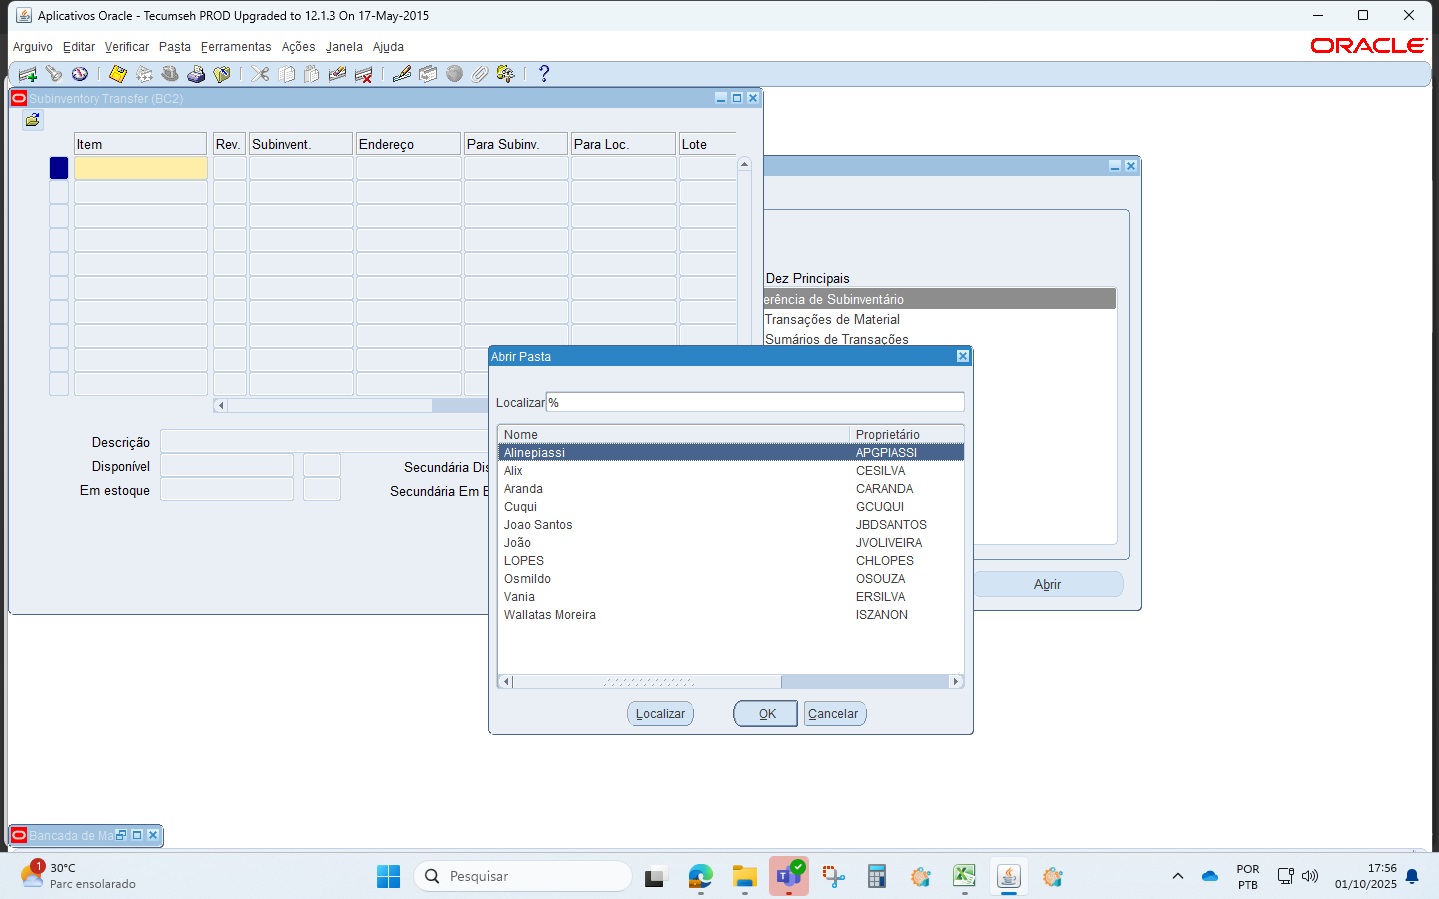 Aplicativos Oracle - Tecumseh PROD Upgraded to 12.1.3 On 17-May-2015
Arquivo Editar Verificar Pasta Ferramentas Ações Janela Ajuda
ORACLE
Subinventory Transfer (BC2)
Item Rev. Subinvent. Endereço Para Subinv. Para Loc. Lote
Dez Principais
erência de Subinventário
Transações de Material
Sumários de Transações
Abrir Pasta
Localizar %
Nome Proprietário
Alinepiassi APGPIASSI
Alix CESILVA
Aranda CARANDA
Cuqui GCUQUI
Joao Santos JBDSANTOS
João JVOLIVEIRA
LOPES CHLOPES
Osmildo OSOUZA
Vania ERSILVA
Wallatas Moreira ISZANON
Localizar OK Cancelar
Descrição
Disponível Secundária Dis
Em estoque Secundária Em E
Abrir
Bancada de Ma
1
30°C
Parc ensolarado
Pesquisar
POR
PTB
17:56
01/10/2025